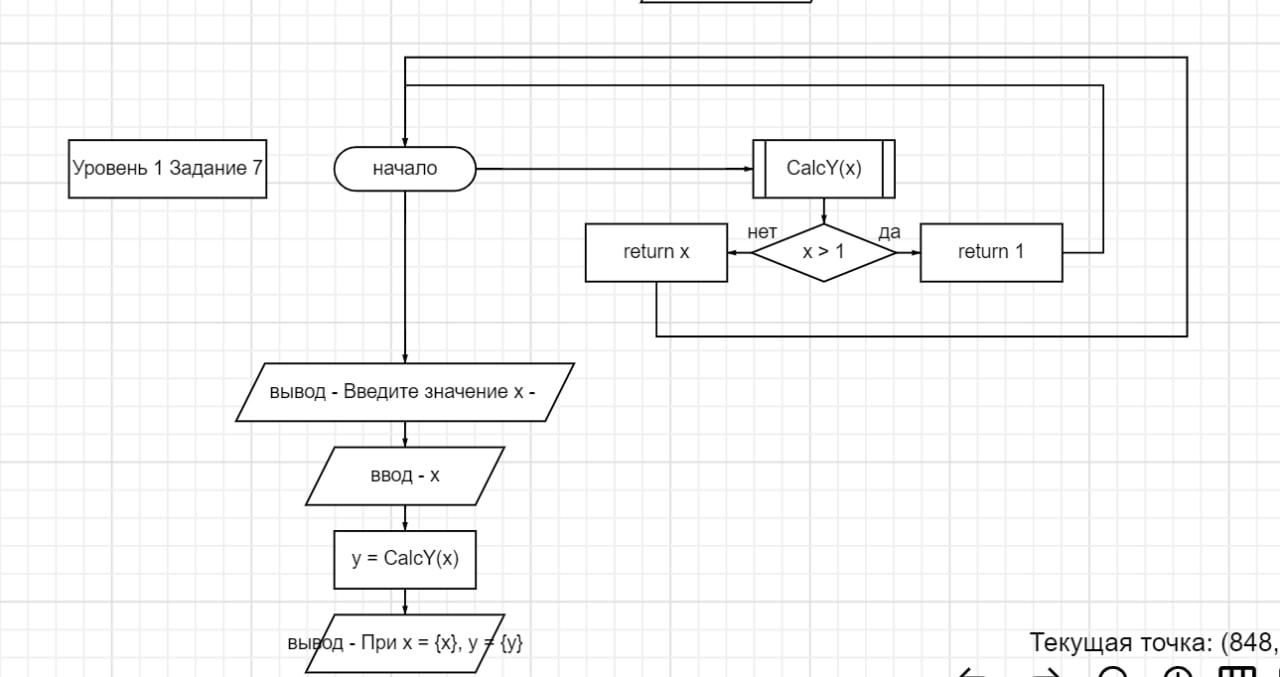 Уровень 1 Задание 7
начало
CalcY(x)
нет
да
return x
x > 1
return 1
вывод - Введите значение x -
ввод - x
y = CalcY(x)
вывод - При x = {x}, y = {y}
Текущая точка: (848,